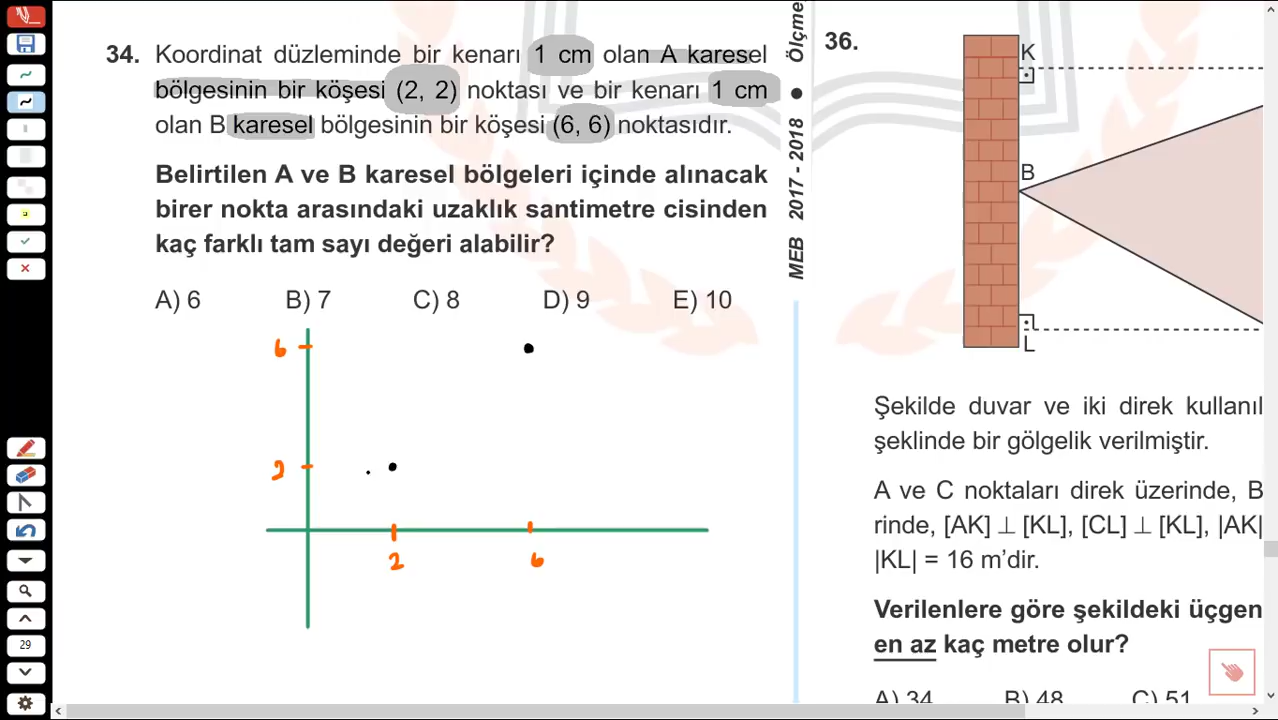 34. Koordinat düzleminde bir kenarı 1 cm olan A karesel
bölgesinin bir köşesi (2, 2) noktası ve bir kenarı 1 cm
olan B karesel bölgesinin bir köşesi (6, 6) noktasıdır.
Belirtilen A ve B karesel bölgeleri içinde alınacak
birer nokta arasındaki uzaklık santimetre cisinden
kaç farklı tam sayı değeri alabilir?
A) 6 B) 7 C) 8 D) 9 E) 10
6
2
2 6
MEB 2017 - 2018 ● Ölçme
36.
K
B
L
Şekilde duvar ve iki direk kullanıl
şeklinde bir gölgelik verilmiştir.
A ve C noktaları direk üzerinde, B
rinde, [AK] ⊥ [KL], [CL] ⊥ [KL], |AK|
|KL| = 16 m’dir.
Verilenlere göre şekildeki üçgen
en az kaç metre olur?
A) 34 B) 48 C) 51
29